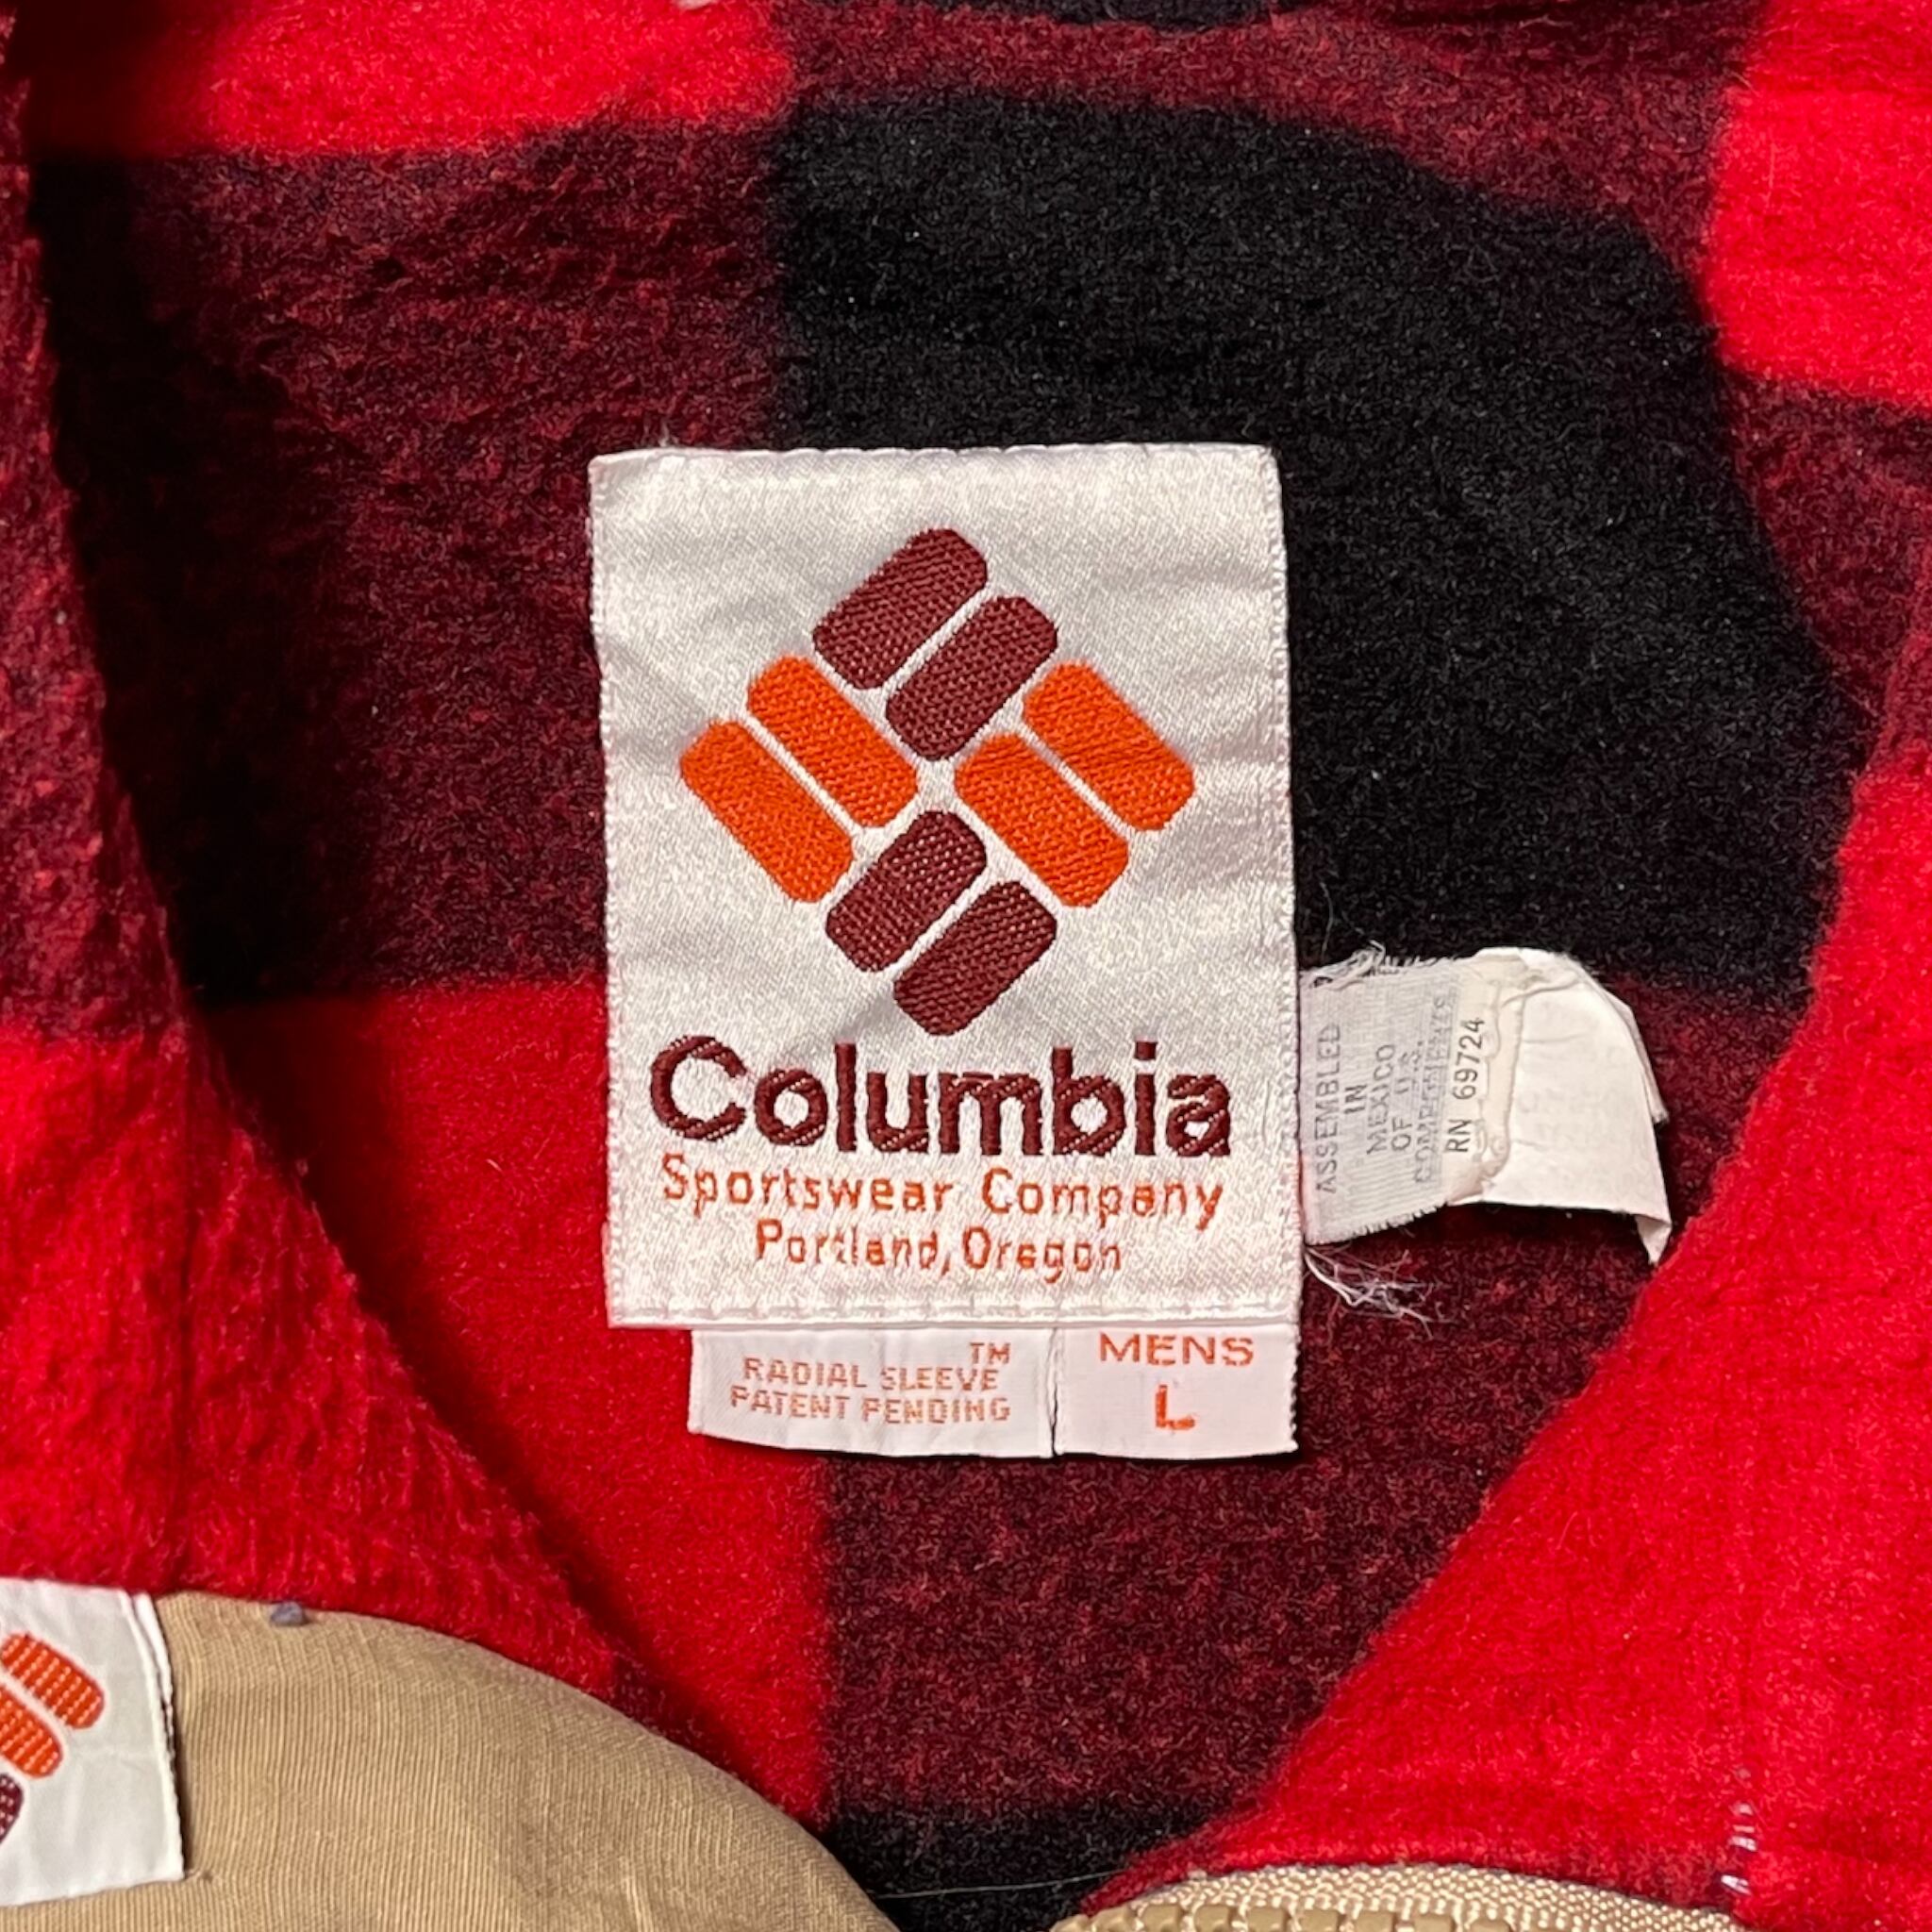 Columbia
Sportswear Company
Portland, Oregon
TM
RADIAL SLEEVE
PATENT PENDING
MENS
L
ASSEMBLED
IN
MEXICO
OF U.S.
COMPONENTS
RN 69724